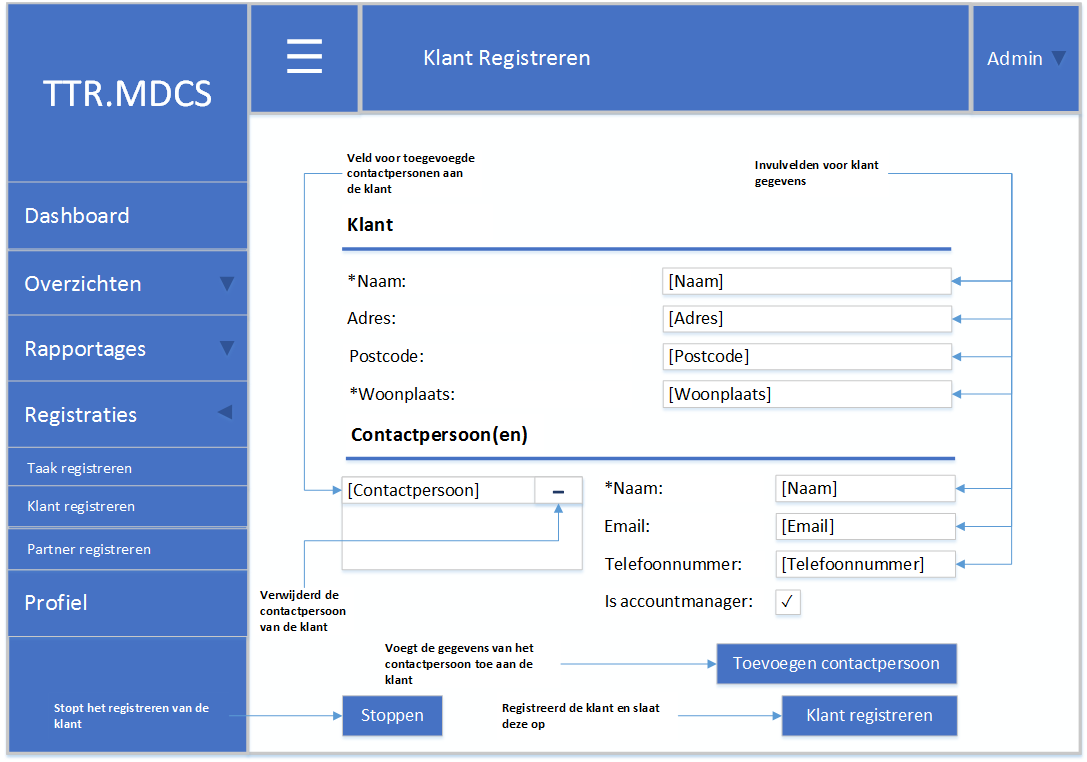 TTR.MDCS
Klant Registreren
Admin
Dashboard
Overzichten
Rapportages
Registraties
Taak registreren
Klant registreren
Partner registreren
Profiel
Veld voor toegevoegde
contactpersonen aan
de klant
Invulvelden voor klant
gegevens
Klant
*Naam:
[Naam]
Adres:
[Adres]
Postcode:
[Postcode]
*Woonplaats:
[Woonplaats]
Contactpersoon(en)
[Contactpersoon]
*Naam:
[Naam]
Email:
[Email]
Telefoonnummer:
[Telefoonnummer]
Is accountmanager:
Verwijderd de
contactpersoon
van de klant
Voegt de gegevens van het
contactpersoon toe aan de
klant
Toevoegen contactpersoon
Stopt het registreren van de
klant
Stoppen
Registreerd de klant en slaat
deze op
Klant registreren